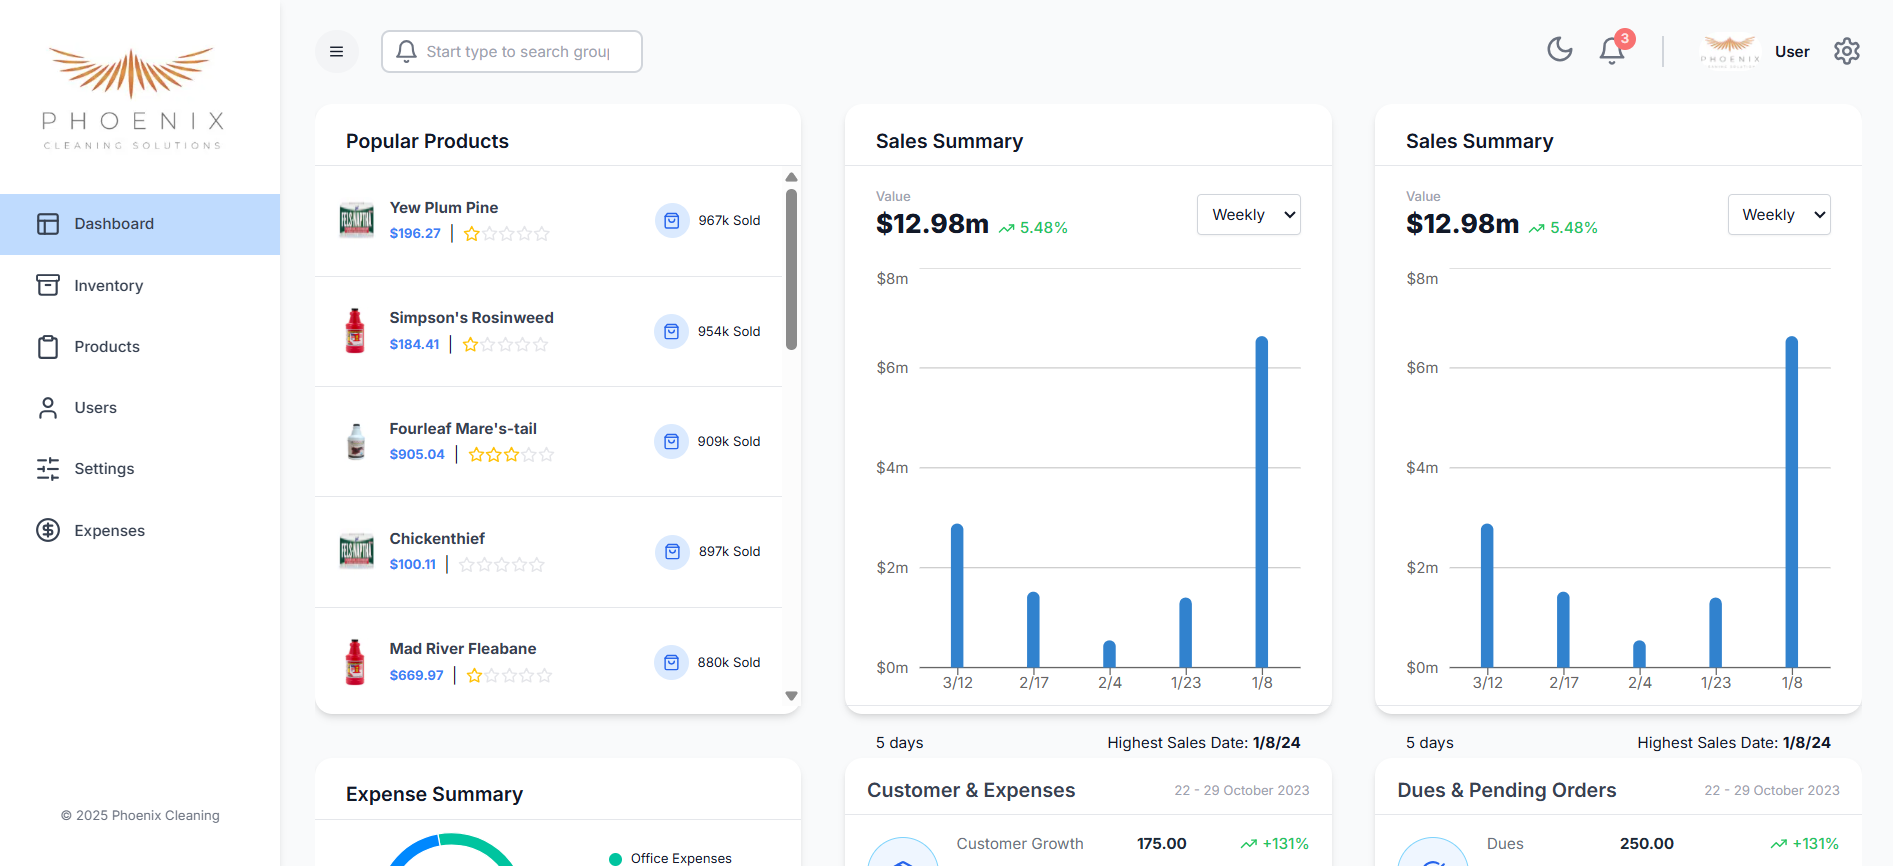 PHOENIX
CLEANING SOLUTIONS
Dashboard
Inventory
Products
Users
Settings
Expenses
© 2025 Phoenix Cleaning
Start type to search grou
3
PHOENIX
User
Popular Products
Yew Plum Pine
$196.27
967k Sold
Simpson's Rosinweed
$184.41
954k Sold
Fourleaf Mare's-tail
$905.04
909k Sold
Chickenthief
$100.11
897k Sold
Mad River Fleabane
$669.97
880k Sold
Sales Summary
Value
$12.98m 5.48%
Weekly
$8m
$6m
$4m
$2m
$0m
3/12 2/17 2/4 1/23 1/8
5 days
Highest Sales Date: 1/8/24
Sales Summary
Value
$12.98m 5.48%
Weekly
$8m
$6m
$4m
$2m
$0m
3/12 2/17 2/4 1/23 1/8
5 days
Highest Sales Date: 1/8/24
Expense Summary
Office Expenses
Customer & Expenses
22 - 29 October 2023
Customer Growth 175.00 +131%
Dues & Pending Orders
22 - 29 October 2023
Dues 250.00 +131%